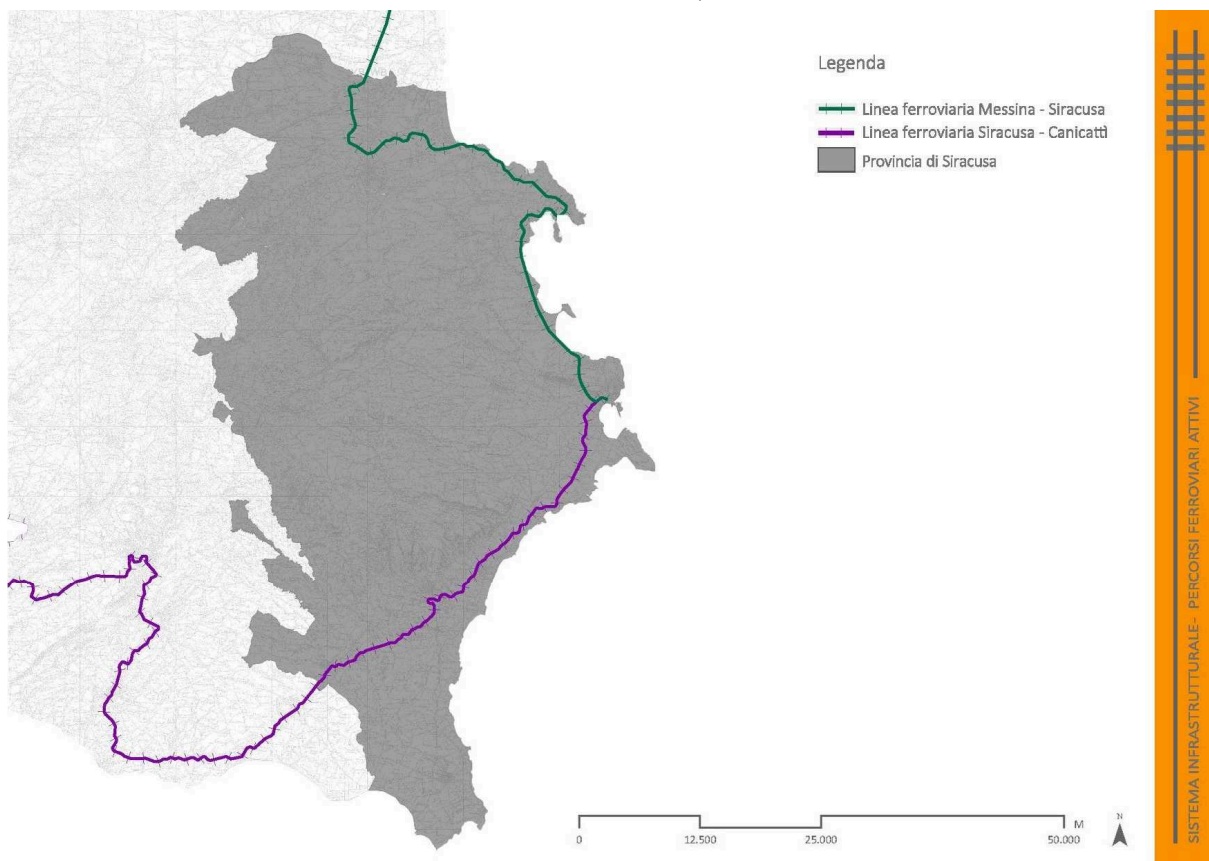 Legenda
Linea ferroviaria Messina - Siracusa
Linea ferroviaria Siracusa - Canicattì
Provincia di Siracusa
SISTEMA INFRASTRUTTURALE - PERCORSI FERROVIARI ATTIVI
M
N
0
12.500
25.000
50.000